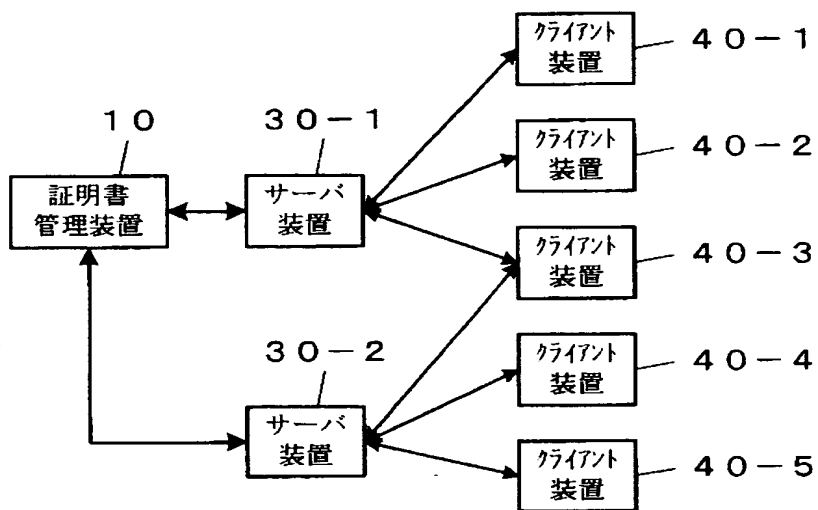 クライアント
装置
40-1
10
30-1
クライアント
装置
40-2
証明書
管理装置
サーバ
装置
クライアント
装置
40-3
30-2
クライアント
装置
40-4
サーバ
装置
クライアント
装置
40-5